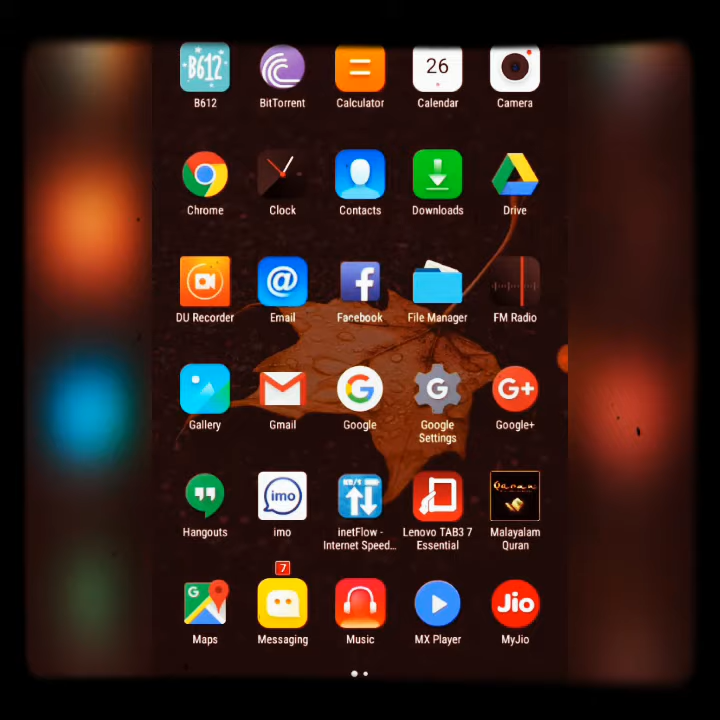 B612
26
B612 BitTorrent Calculator Calendar Camera
Chrome Clock Contacts Downloads Drive
@
DU Recorder Email Facebook File Manager FM Radio
G G G+
Gallery Gmail Google Google Settings Google+
imo
Qaran
Hangouts imo inetFlow - Internet Speed... Lenovo TAB3 7 Essential Malayalam Quran
7
G
Jio
Maps Messaging Music MX Player MyJio